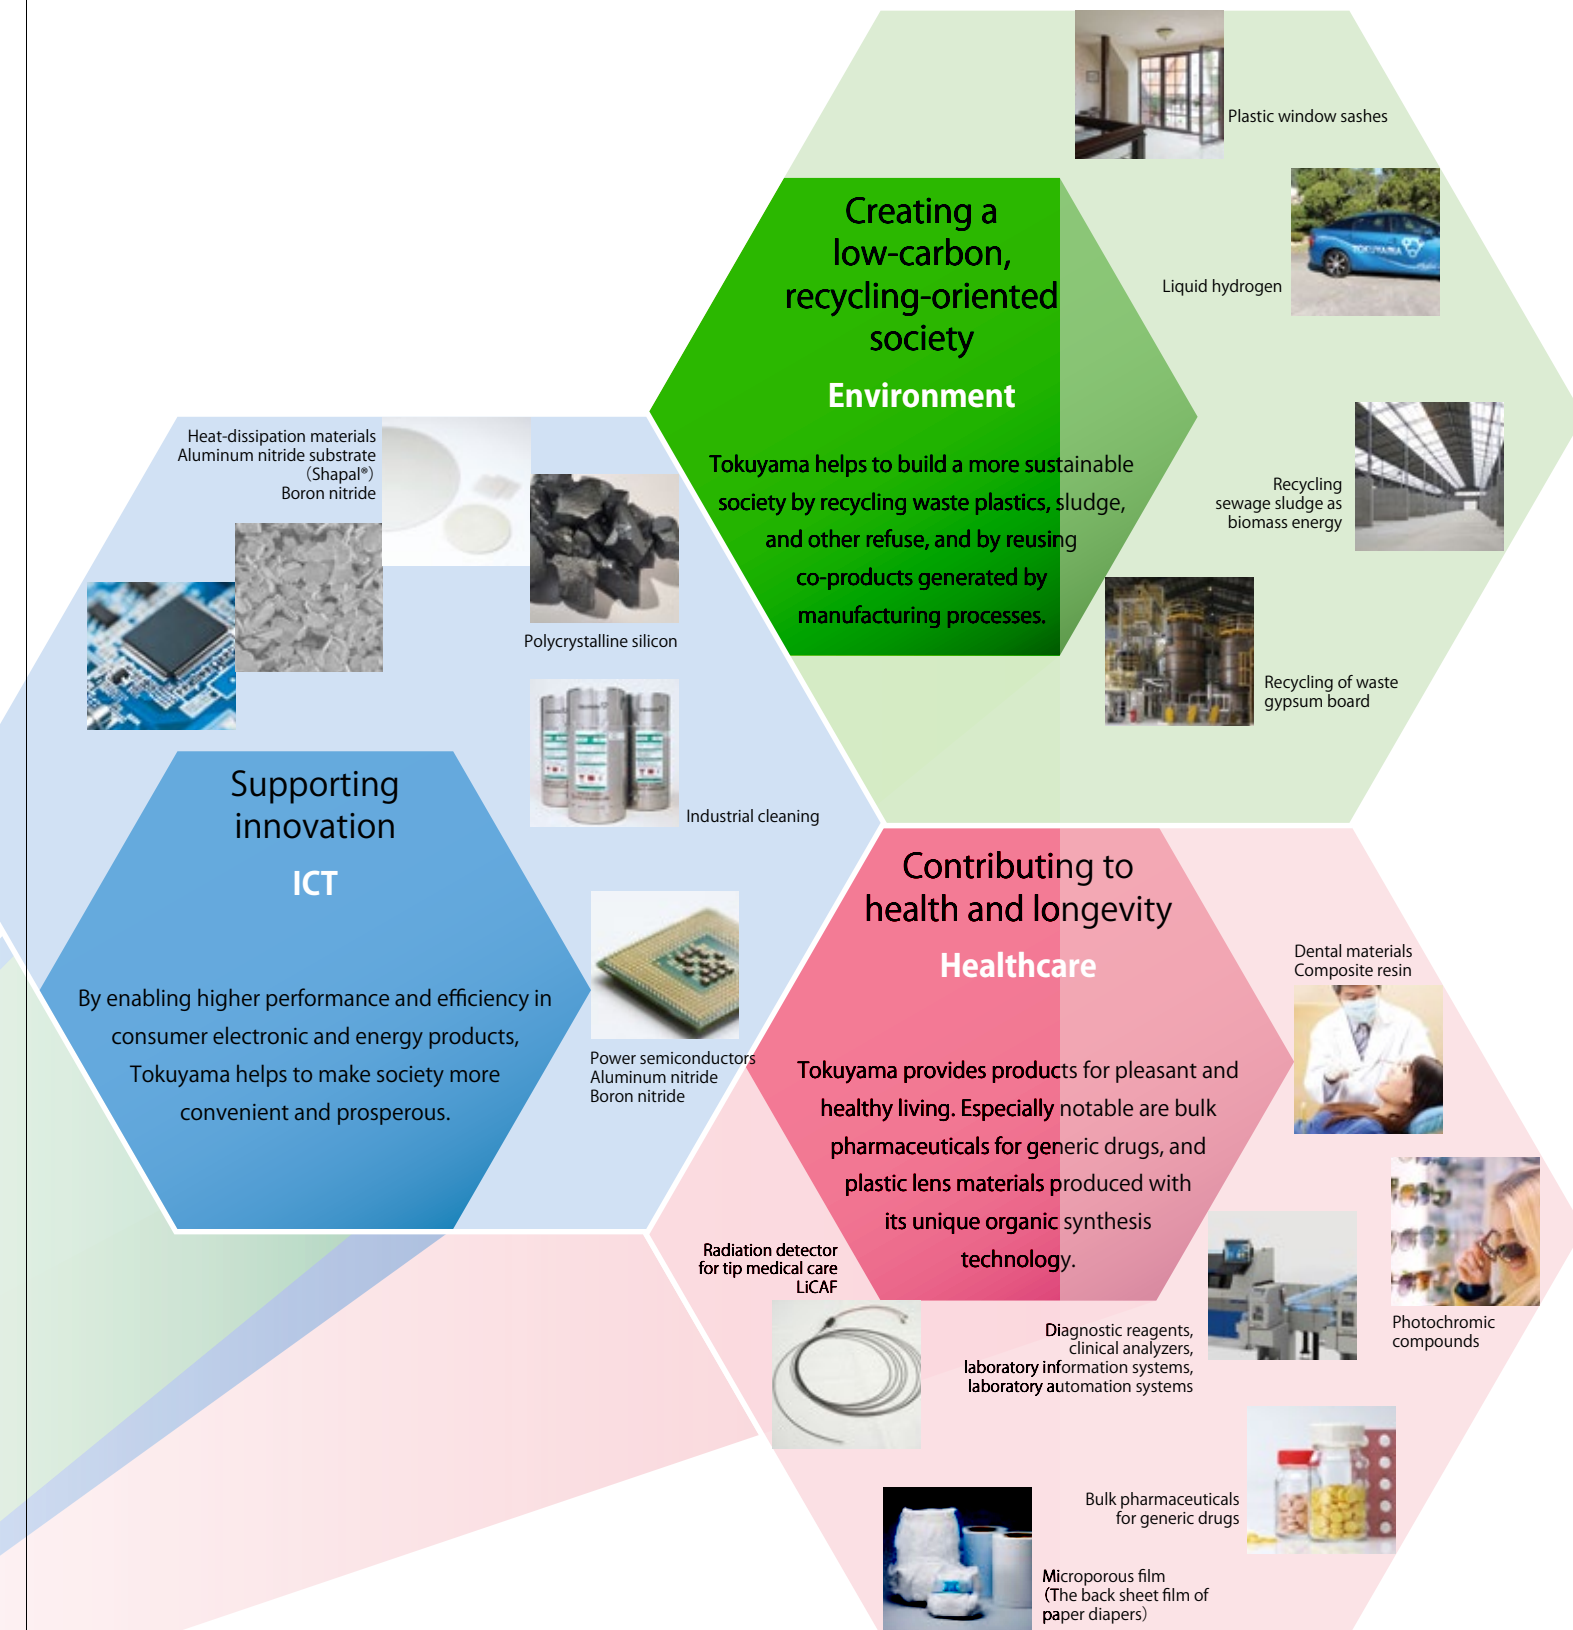 Plastic window sashes
TOKUYAMA
Liquid hydrogen
Creating a
low-carbon,
recycling-oriented
society
Environment
Tokuyama helps to build a more sustainable
society by recycling waste plastics, sludge,
and other refuse, and by reusing
co-products generated by
manufacturing processes.
Recycling
sewage sludge as
biomass energy
Recycling of waste
gypsum board
Heat-dissipation materials
Aluminum nitride substrate
(Shapal®)
Boron nitride
Polycrystalline silicon
Industrial cleaning
Supporting
innovation
ICT
By enabling higher performance and efficiency in
consumer electronic and energy products,
Tokuyama helps to make society more
convenient and prosperous.
Power semiconductors
Aluminum nitride
Boron nitride
Contributing to
health and longevity
Healthcare
Tokuyama provides products for pleasant and
healthy living. Especially notable are bulk
pharmaceuticals for generic drugs, and
plastic lens materials produced with
its unique organic synthesis
technology.
Dental materials
Composite resin
Photochromic
compounds
Radiation detector
for tip medical care
LiCAF
Diagnostic reagents,
clinical analyzers,
laboratory information systems,
laboratory automation systems
Bulk pharmaceuticals
for generic drugs
Microporous film
(The back sheet film of
paper diapers)